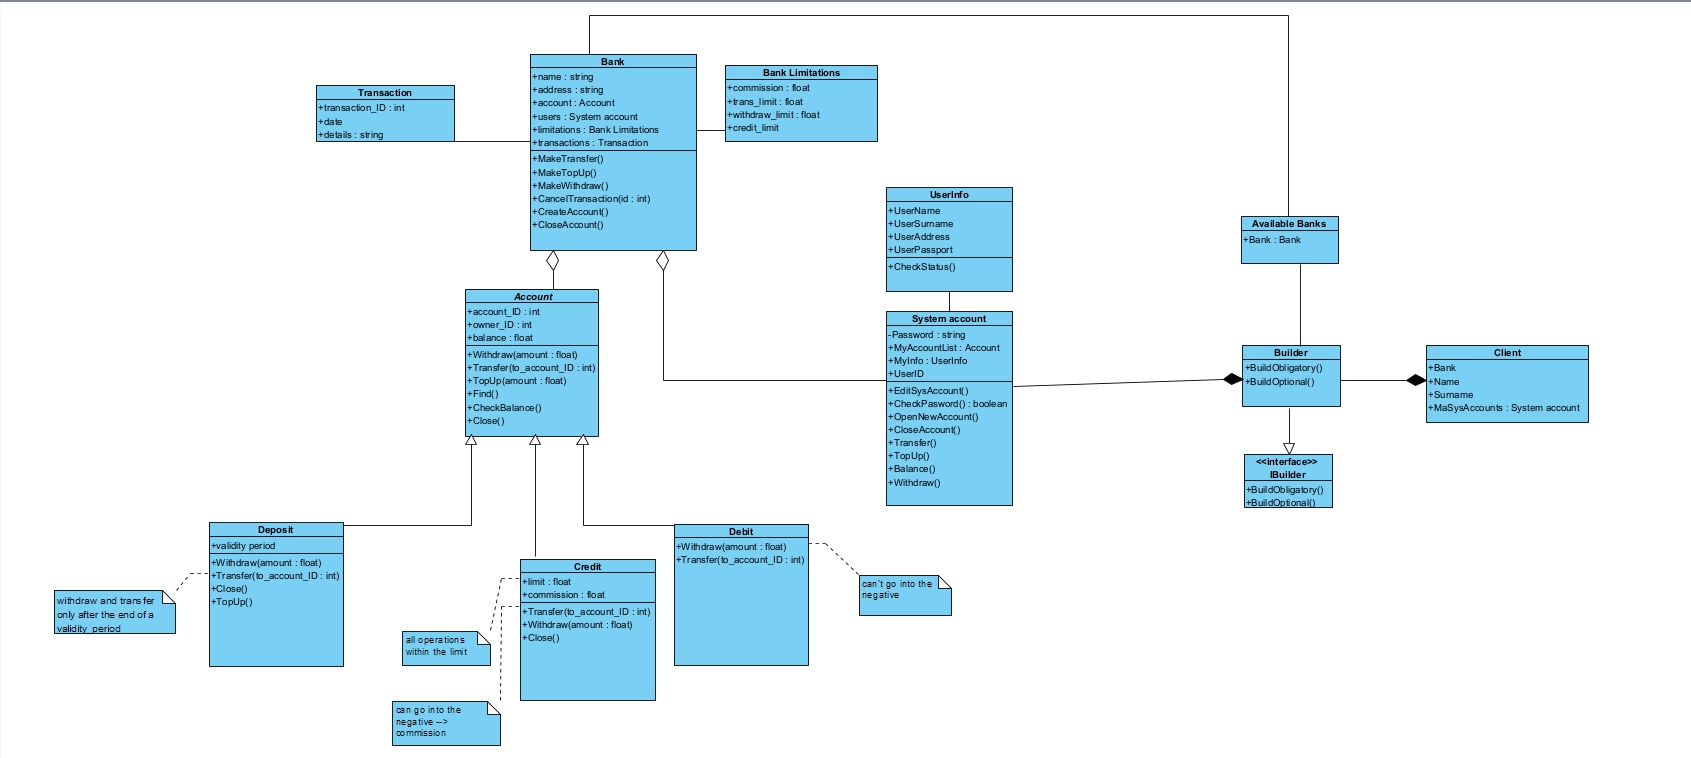 Bank
+name : string
+address : string
+account : Account
+users : System account
+limitations : Bank Limitations
+transactions : Transaction
+MakeTransfer()
+MakeTopUp()
+MakeWithdraw()
+CancelTransaction(id : int)
+CreateAccount()
+CloseAccount()
Bank Limitations
+commission : float
+trans_limit : float
+withdraw_limit : float
+credit_limit
Transaction
+transaction_ID : int
+date
+details : string
UserInfo
+UserName
+UserSurname
+UserAddress
+UserPassport
+CheckStatus()
Available Banks
+Bank : Bank
Account
+account_ID : int
+owner_ID : int
+balance : float
+Withdraw(amount : float)
+Transfer(to_account_ID : int)
+TopUp(amount : float)
+Find()
+CheckBalance()
+Close()
System account
-Password : string
+MyAccountList : Account
+MyInfo : UserInfo
+UserID
+EditSysAccount()
+CheckPasword() : boolean
+OpenNewAccount()
+CloseAccount()
+Transfer()
+TopUp()
+Balance()
+Withdraw()
Builder
+BuildObligatory()
+BuildOptional()
Client
+Bank
+Name
+Surname
+MaSysAccounts : System account
<<interface>>
IBuilder
+BuildObligatory()
+BuildOptional()
Deposit
+validity period
+Withdraw(amount : float)
+Transfer(to_account_ID : int)
+Close()
+TopUp()
withdraw and transfer
only after the end of a
validity period
Credit
+limit : float
+commission : float
+Transfer(to_account_ID : int)
+Withdraw(amount : float)
+Close()
all operations
within the limit
can go into the
negative -->
commission
Debit
+Withdraw(amount : float)
+Transfer(to_account_ID : int)
can't go into the
negative